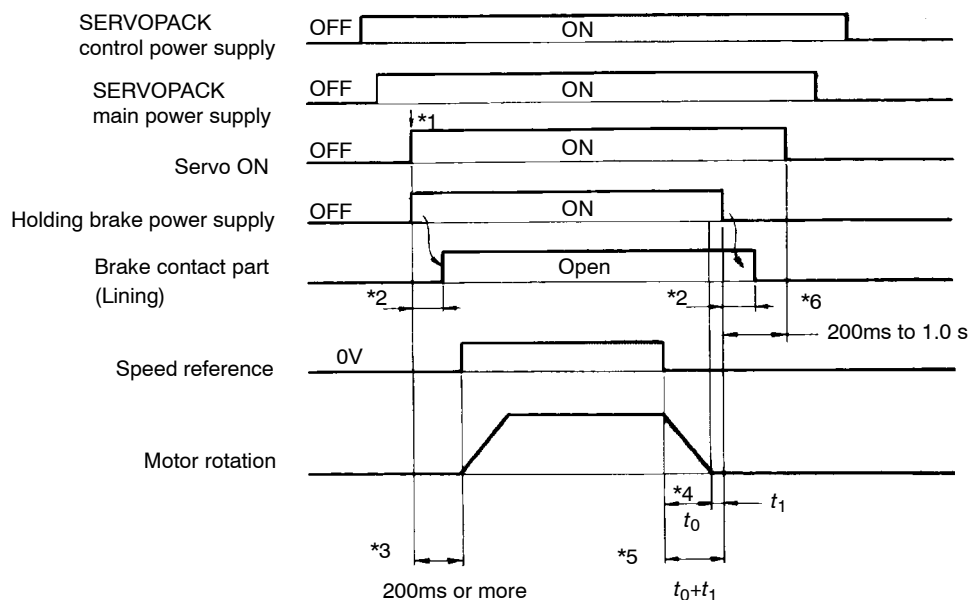 SERVOPACK
control power supply
OFF
ON
SERVOPACK
main power supply
OFF
ON
*1
Servo ON
OFF
ON
Holding brake power supply
OFF
ON
Brake contact part
(Lining)
Open
*2
*2
*6
200ms to 1.0 s
Speed reference
0V
Motor rotation
*4
t0
t1
*3
*5
200ms or more
t0+t1